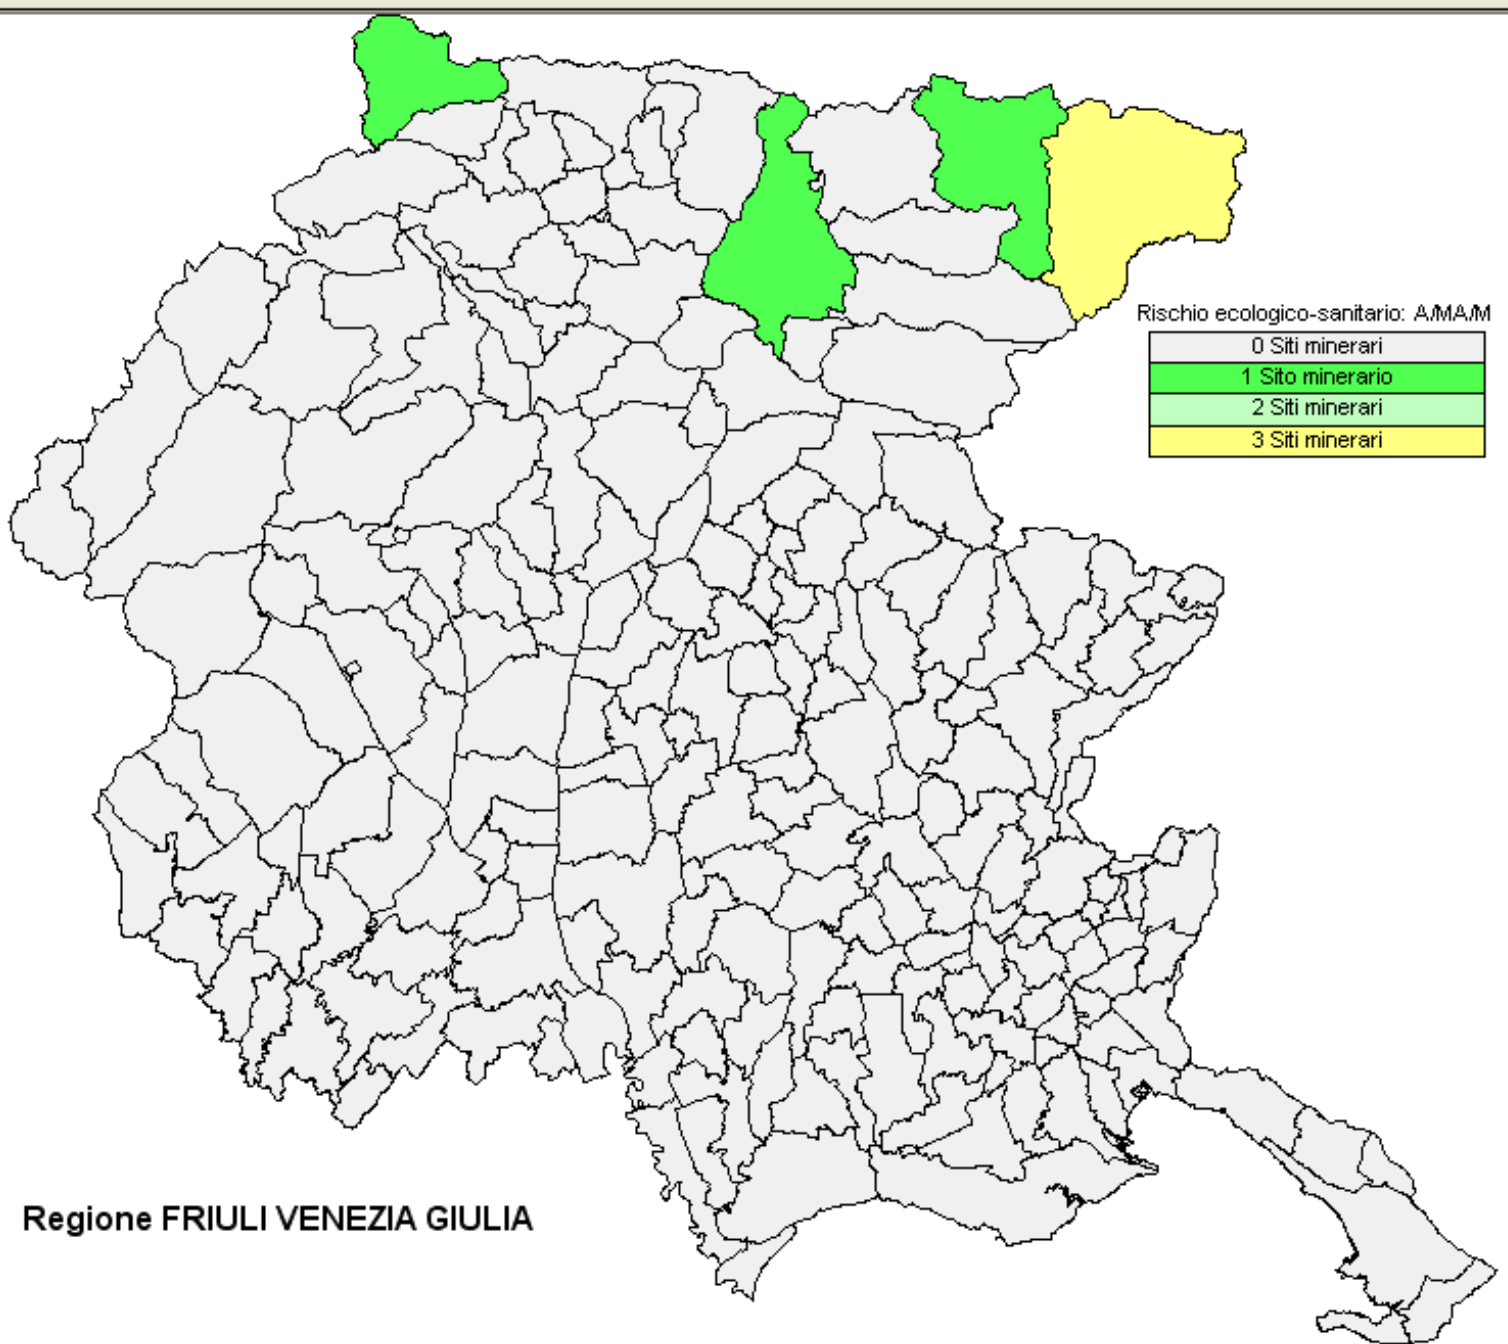 Rischio ecologico-sanitario: A/MA/M
0 Siti minerari
1 Sito minerario
2 Siti minerari
3 Siti minerari
Regione FRIULI VENEZIA GIULIA